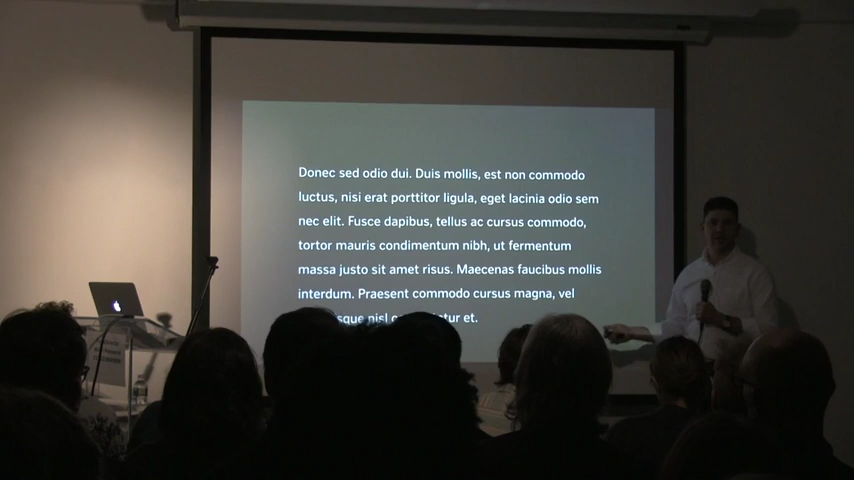 Donec sed odio dui. Duis mollis, est non commodo
luctus, nisi erat porttitor ligula, eget lacinia odio sem
nec elit. Fusce dapibus, tellus ac cursus commodo,
tortor mauris condimentum nibh, ut fermentum
massa justo sit amet risus. Maecenas faucibus mollis
interdum. Praesent commodo cursus magna, vel
nisl et.